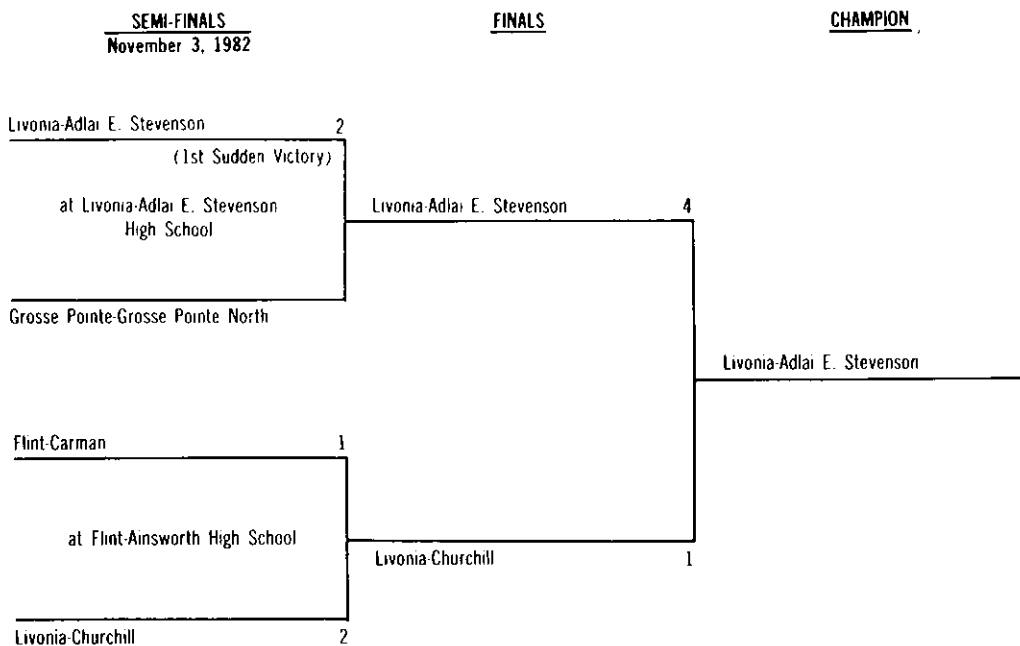 SEMI-FINALS
November 3, 1982
FINALS
CHAMPION
Livonia-Adlai E. Stevenson 2
(1st Sudden Victory)
at Livonia-Adlai E. Stevenson
High School
Grosse Pointe-Grosse Pointe North
Livonia-Adlai E. Stevenson 4
Livonia-Adlai E. Stevenson
Flint-Carman 1
at Flint-Ainsworth High School
Livonia-Churchill 2
Livonia-Churchill 1